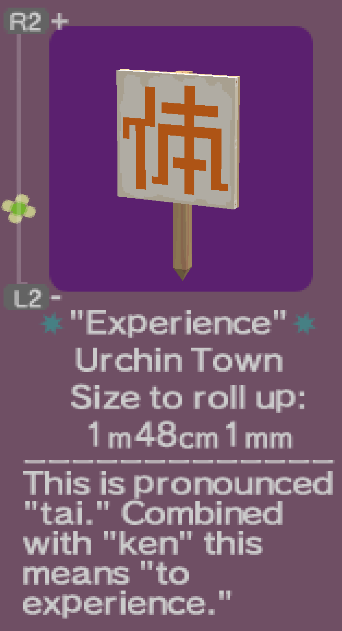 R2 +
体
L2 -
"Experience"
Urchin Town
Size to roll up:
1m48cm1mm
This is pronounced
"tai." Combined
with "ken" this
means "to
experience."